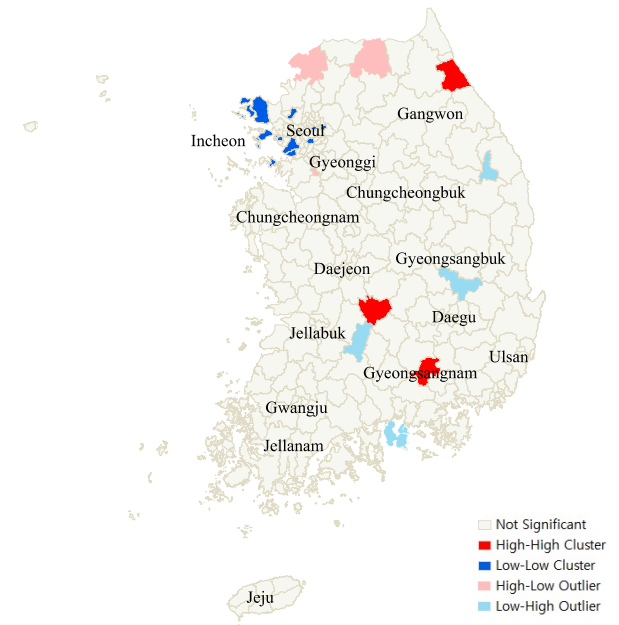 Gangwon
Seoul
Incheon
Gyeonggi
Chungcheongbuk
Chungcheongnam
Gyeongsangbuk
Daejeon
Daegu
Jellabuk
Ulsan
Gyeongsangnam
Gwangju
Jellanam
Not Significant
High-High Cluster
Low-Low Cluster
High-Low Outlier
Low-High Outlier
Jeju